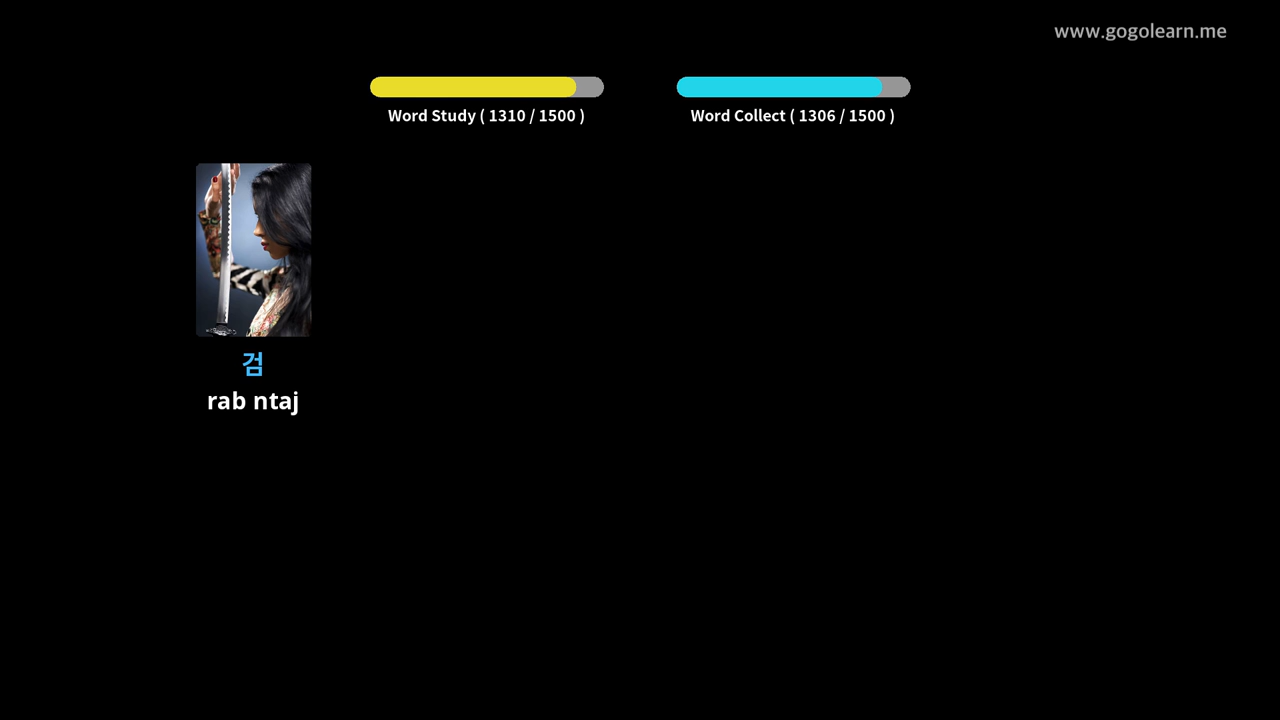 www.gogolearn.me
Word Study ( 1310 / 1500 )
Word Collect ( 1306 / 1500 )
검
rab ntaj